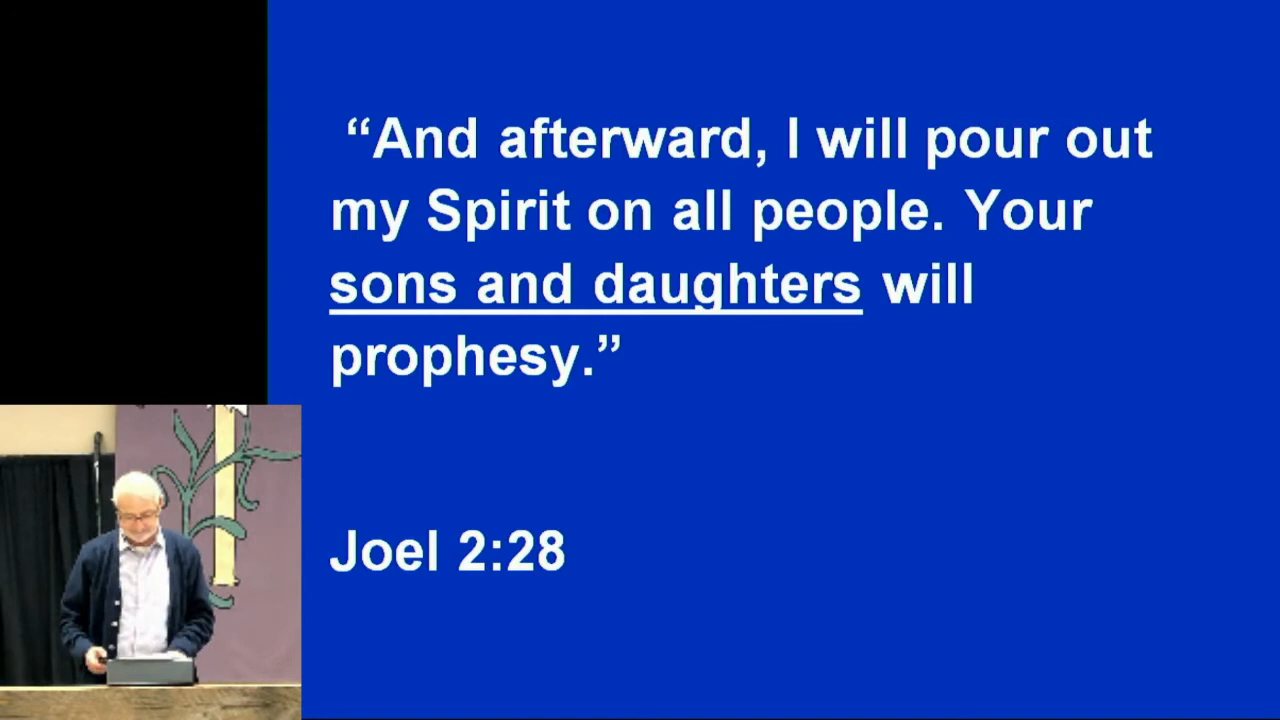 “And afterward, I will pour out
my Spirit on all people. Your
sons and daughters will
prophesy.”
Joel 2:28